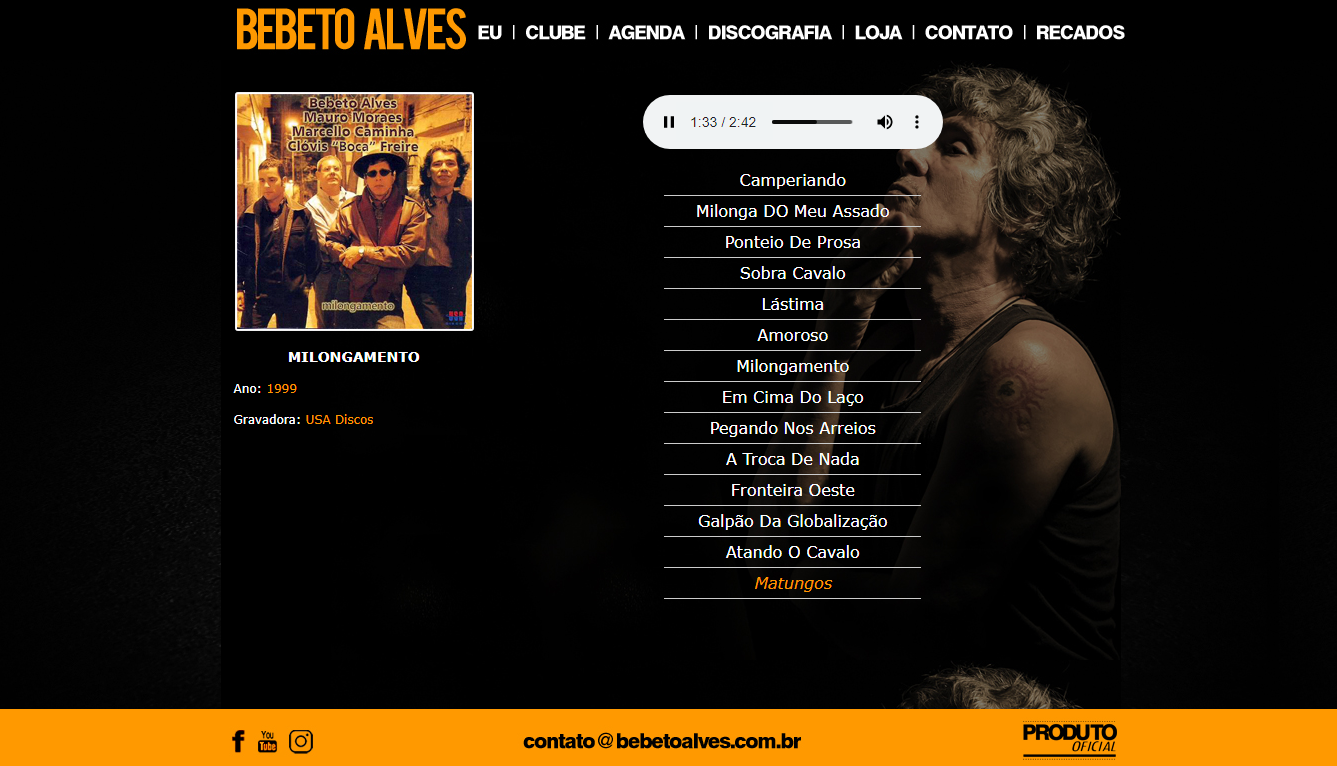 BEBETO ALVES
EU | CLUBE | AGENDA | DISCOGRAFIA | LOJA | CONTATO | RECADOS
Bebeto Alves
Mauro Moraes
Marcello Caminha
Clóvis "Boca" Freire
milongamento
MILONGAMENTO
Ano: 1999
Gravadora: USA Discos
1:33 / 2:42
Camperiando
Milonga DO Meu Assado
Ponteio De Prosa
Sobra Cavalo
Lástima
Amoroso
Milongamento
Em Cima Do Laço
Pegando Nos Arreios
A Troca De Nada
Fronteira Oeste
Galpão Da Globalização
Atando O Cavalo
Matungos
You
Tube
contato@bebetoalves.com.br
PRODUTO
OFICIAL